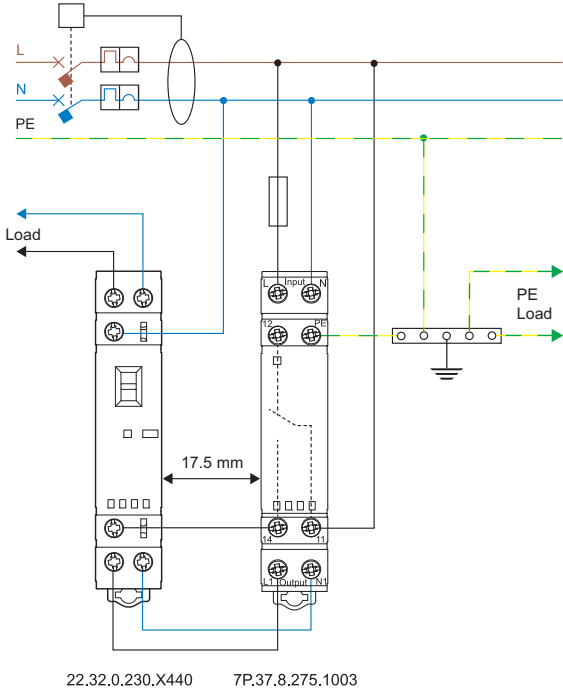 L
N
PE
Load
L Input N
12 PE
PE
Load
17.5 mm
14 11
L1 Output N1
22.32.0.230.X440 7P.37.8.275.1003